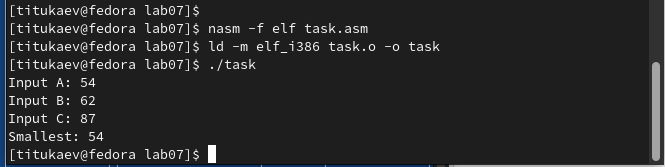 [titukaev@fedora lab07]$
[titukaev@fedora lab07]$ nasm -f elf task.asm
[titukaev@fedora lab07]$ ld -m elf_i386 task.o -o task
[titukaev@fedora lab07]$ ./task
Input A: 54
Input B: 62
Input C: 87
Smallest: 54
[titukaev@fedora lab07]$